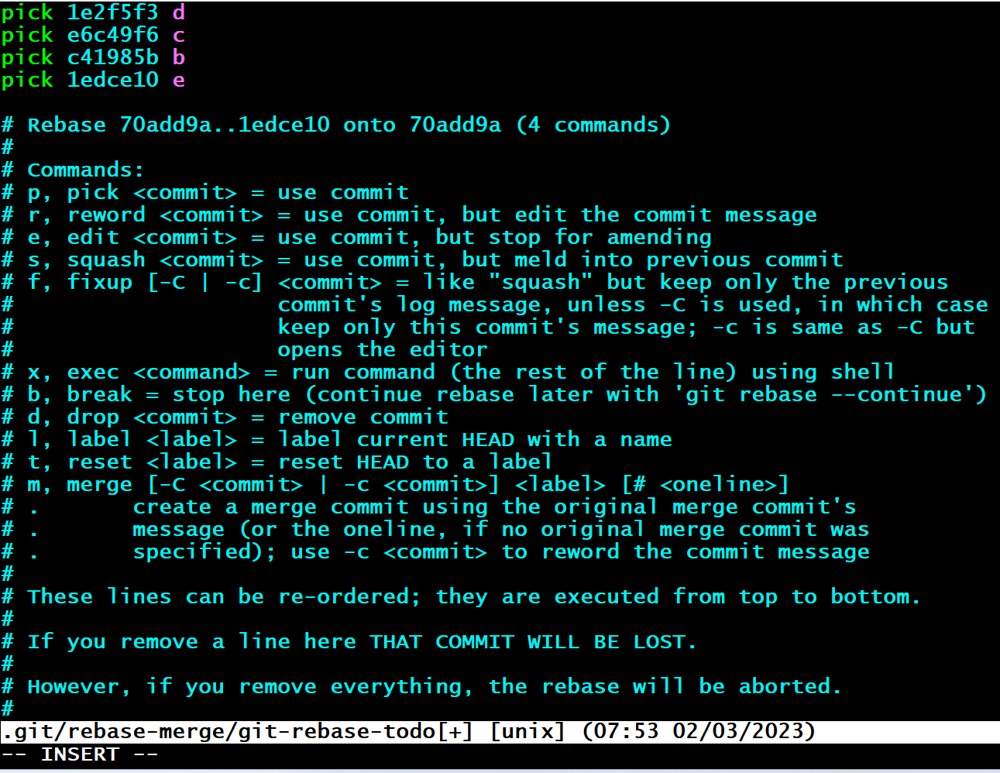 pick 1e2f5f3 d
pick e6c49f6 c
pick c41985b b
pick 1edce10 e
# Rebase 70add9a..1edce10 onto 70add9a (4 commands)
#
# Commands:
# p, pick <commit> = use commit
# r, reword <commit> = use commit, but edit the commit message
# e, edit <commit> = use commit, but stop for amending
# s, squash <commit> = use commit, but meld into previous commit
# f, fixup [-C | -c] <commit> = like "squash" but keep only the previous
#                    commit's log message, unless -C is used, in which case
#                    keep only this commit's message; -c is same as -C but
#                    opens the editor
# x, exec <command> = run command (the rest of the line) using shell
# b, break = stop here (continue rebase later with 'git rebase --continue')
# d, drop <commit> = remove commit
# l, label <label> = label current HEAD with a name
# t, reset <label> = reset HEAD to a label
# m, merge [-C <commit> | -c <commit>] <label> [# <oneline>]
# .       create a merge commit using the original merge commit's
# .       message (or the oneline, if no original merge commit was
# .       specified); use -c <commit> to reword the commit message
#
# These lines can be re-ordered; they are executed from top to bottom.
#
# If you remove a line here THAT COMMIT WILL BE LOST.
#
# However, if you remove everything, the rebase will be aborted.
#
.git/rebase-merge/git-rebase-todo[+] [unix] (07:53 02/03/2023)
-- INSERT --